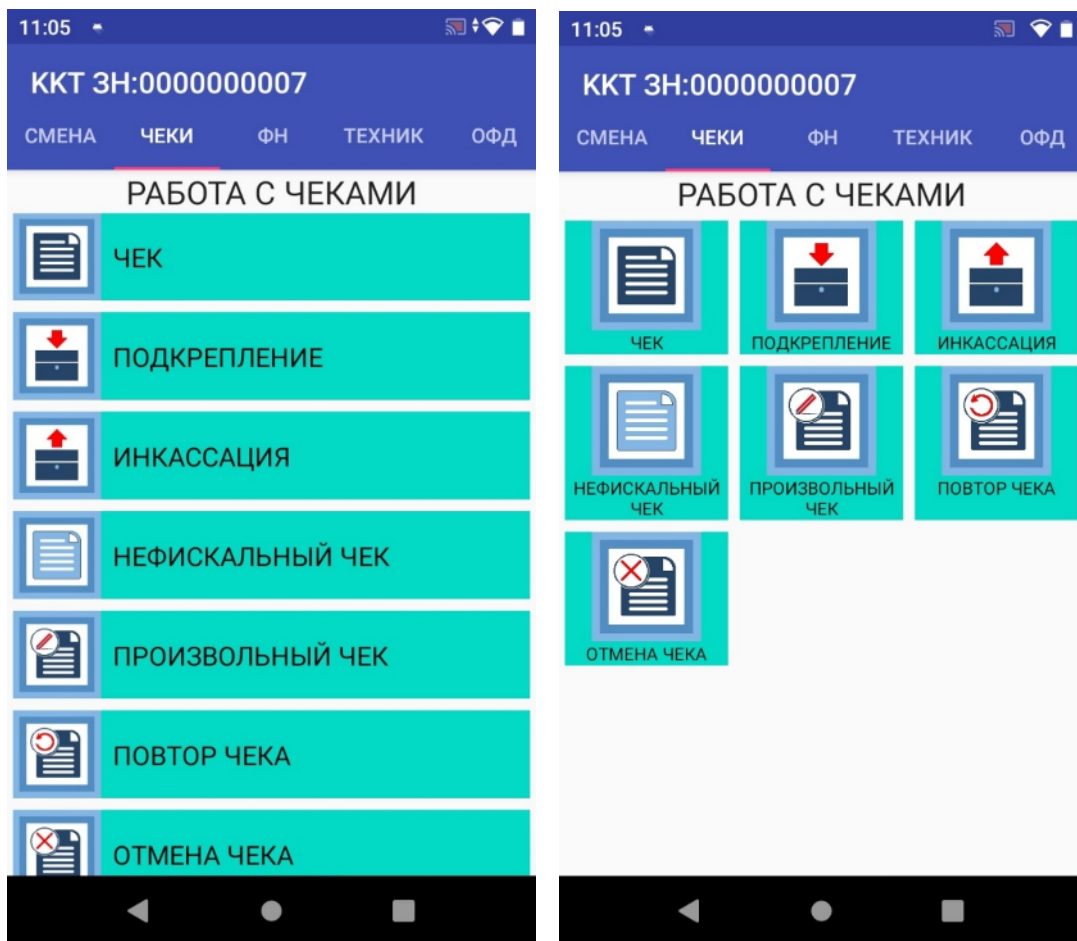 11:05
ККТ ЗН:0000000007
СМЕНА ЧЕКИ ФН ТЕХНИК ОФД
РАБОТА С ЧЕКАМИ
ЧЕК
ПОДКРЕПЛЕНИЕ
ИНКАССАЦИЯ
НЕФИСКАЛЬНЫЙ ЧЕК
ПРОИЗВОЛЬНЫЙ ЧЕК
ПОВТОР ЧЕКА
ОТМЕНА ЧЕКА
11:05
ККТ ЗН:0000000007
СМЕНА ЧЕКИ ФН ТЕХНИК ОФД
РАБОТА С ЧЕКАМИ
ЧЕК ПОДКРЕПЛЕНИЕ ИНКАССАЦИЯ
НЕФИСКАЛЬНЫЙ
ЧЕК
ПРОИЗВОЛЬНЫЙ
ЧЕК
ПОВТОР ЧЕКА
ОТМЕНА ЧЕКА